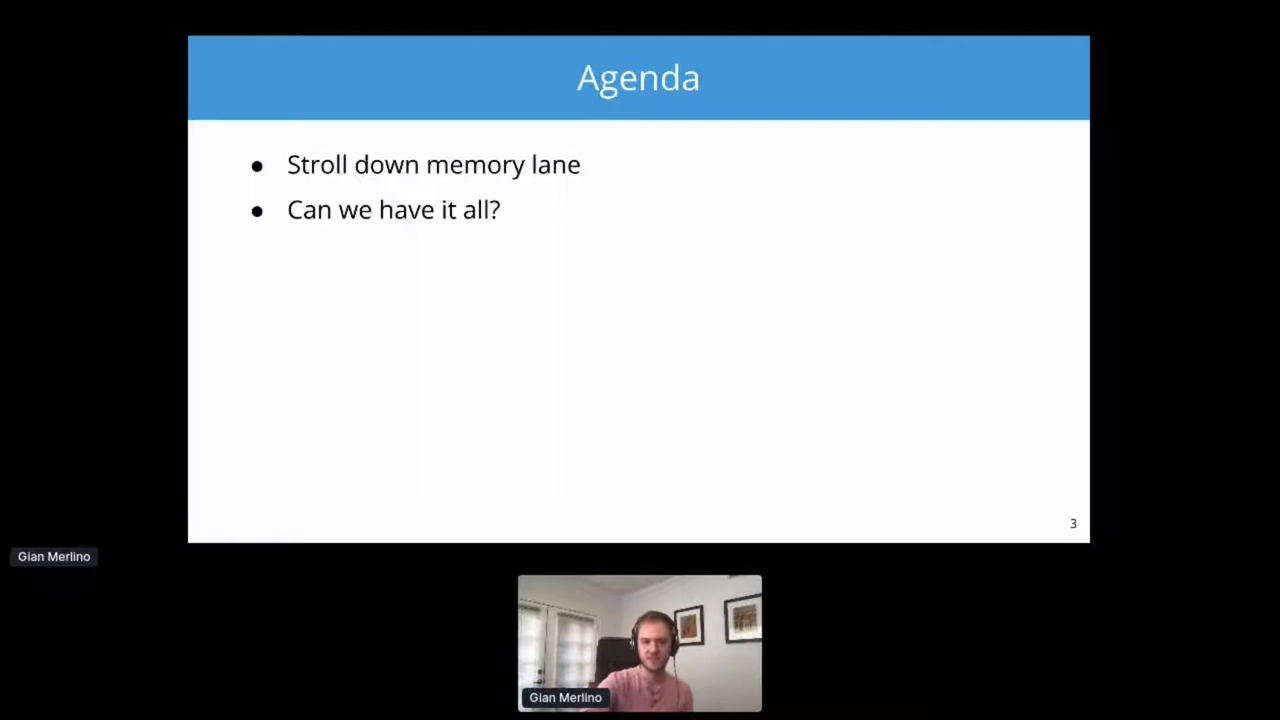 Agenda
● Stroll down memory lane
● Can we have it all?
3
Gian Merlino
Gian Merlino